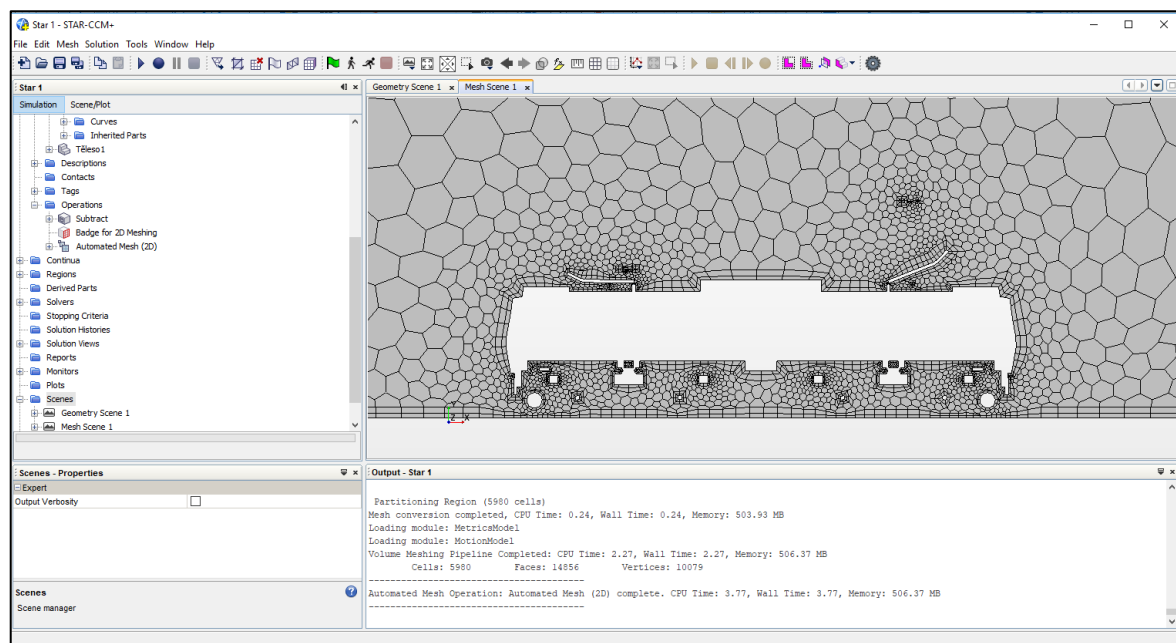 Star 1 - STAR-CCM+
File Edit Mesh Solution Tools Window Help
Star 1
Simulation Scene/Plot
Curves
Inherited Parts
Těleso1
Descriptions
Contacts
Tags
Operations
Subtract
Badge for 2D Meshing
Automated Mesh (2D)
Continua
Regions
Derived Parts
Solvers
Stopping Criteria
Solution Histories
Solution Views
Reports
Monitors
Plots
Scenes
Geometry Scene 1
Mesh Scene 1
Scenes - Properties
Expert
Output Verbosity
Scenes
Scene manager
Geometry Scene 1 Mesh Scene 1
Y
Z X
Output - Star 1
Partitioning Region (5980 cells)
Mesh conversion completed, CPU Time: 0.24, Wall Time: 0.24, Memory: 503.93 MB
Loading module: MetricsModel
Loading module: MotionModel
Volume Meshing Pipeline Completed: CPU Time: 2.27, Wall Time: 2.27, Memory: 506.37 MB
Cells: 5980 Faces: 14856 Vertices: 10079
----------------------------------------
Automated Mesh Operation: Automated Mesh (2D) complete. CPU Time: 3.77, Wall Time: 3.77, Memory: 506.37 MB
----------------------------------------